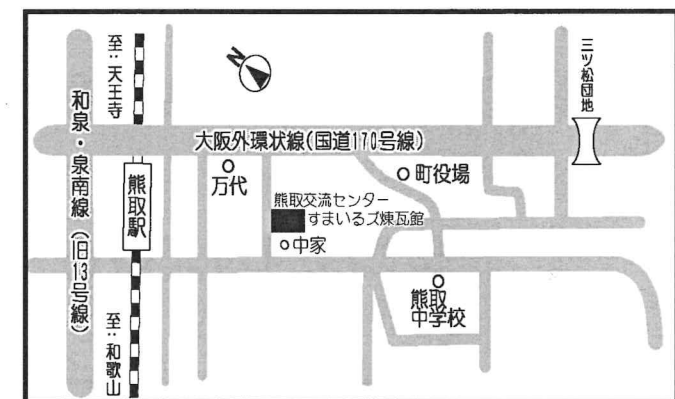 至:天王寺
和泉・泉南線(旧13号線)
N
三ツ松団地
大阪外環状線(国道170号線)
熊取駅
万代
町役場
熊取交流センター
すまいるズ煉瓦館
中家
熊取
中学校
至:和歌山